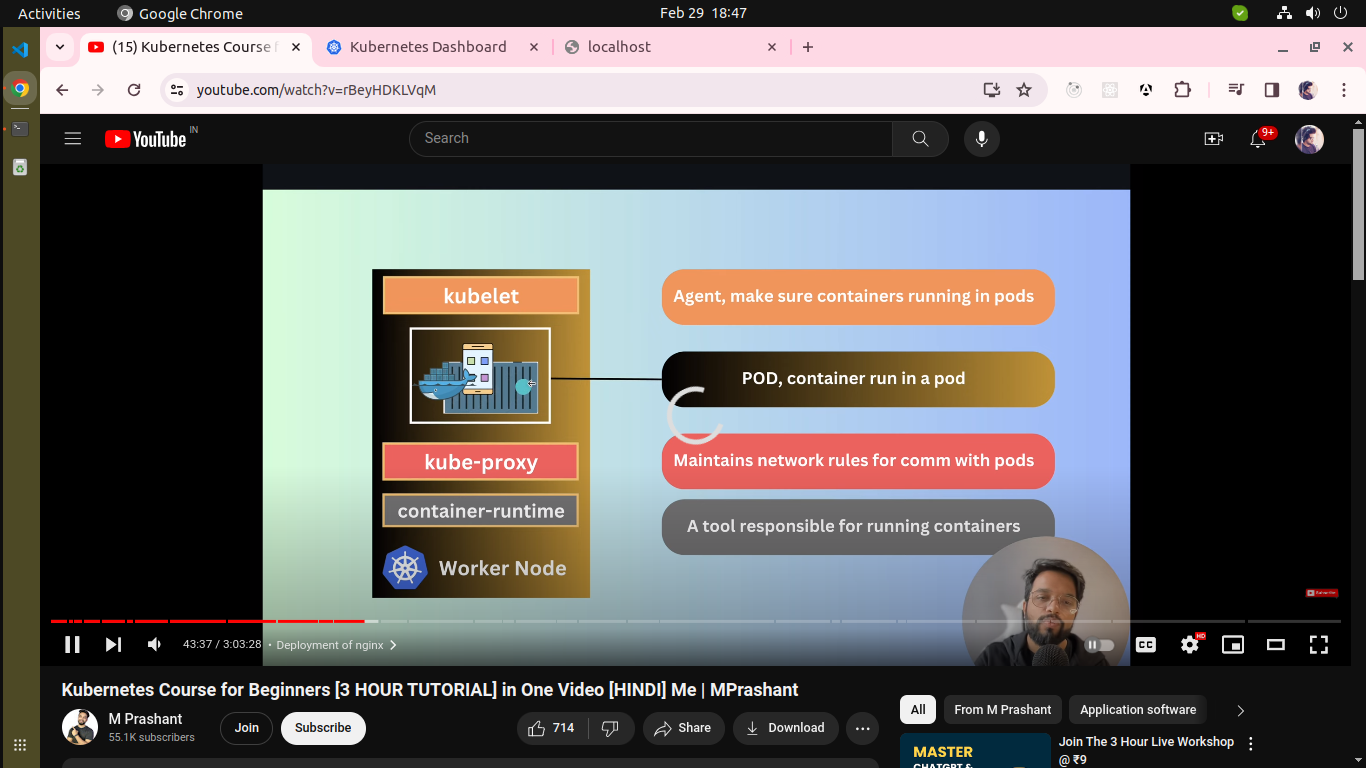 Activities
Google Chrome
Feb 29 18:47
(15) Kubernetes Course f
Kubernetes Dashboard
localhost
youtube.com/watch?v=rBeyHDKLVqM
YouTube IN
Search
9+
kubelet
Agent, make sure containers running in pods
POD, container run in a pod
kube-proxy
Maintains network rules for comm with pods
container-runtime
A tool responsible for running containers
Worker Node
Subscribe
43:37 / 3:03:28 • Deployment of nginx
CC
HD
Kubernetes Course for Beginners [3 HOUR TUTORIAL] in One Video [HINDI] Me | MPrashant
M Prashant
55.1K subscribers
Join
Subscribe
714
Share
Download
All
From M Prashant
Application software
MASTER
CHATGPT &
Join The 3 Hour Live Workshop
@ ₹9